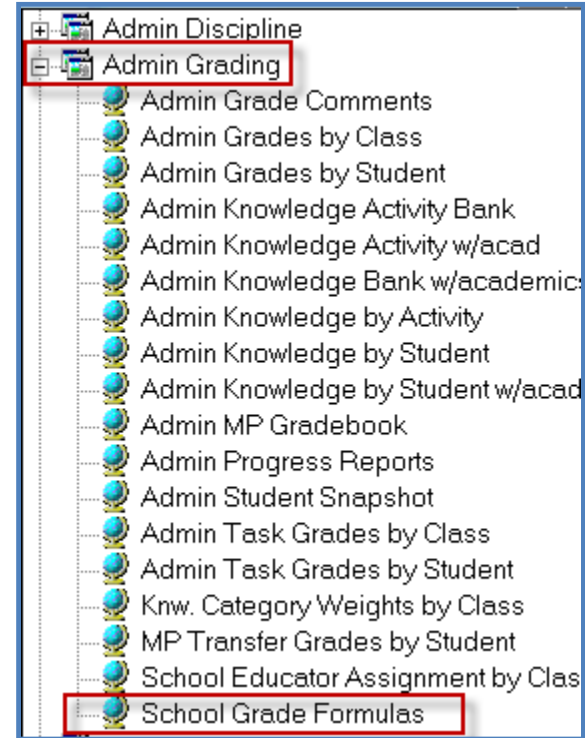 Admin Discipline
Admin Grading
Admin Grade Comments
Admin Grades by Class
Admin Grades by Student
Admin Knowledge Activity Bank
Admin Knowledge Activity w/acad
Admin Knowledge Bank w/academic
Admin Knowledge by Activity
Admin Knowledge by Student
Admin Knowledge by Student w/acad
Admin MP Gradebook
Admin Progress Reports
Admin Student Snapshot
Admin Task Grades by Class
Admin Task Grades by Student
Knw. Category Weights by Class
MP Transfer Grades by Student
School Educator Assignment by Clas
School Grade Formulas